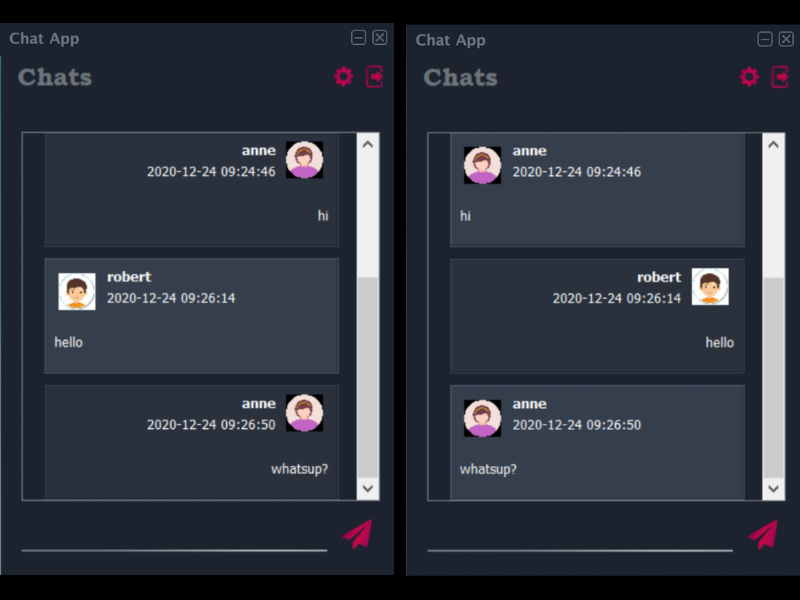 Chat App
Chats
anne
2020-12-24 09:24:46
hi
robert
2020-12-24 09:26:14
hello
anne
2020-12-24 09:26:50
whatsup?
Chat App
Chats
anne
2020-12-24 09:24:46
hi
robert
2020-12-24 09:26:14
hello
anne
2020-12-24 09:26:50
whatsup?